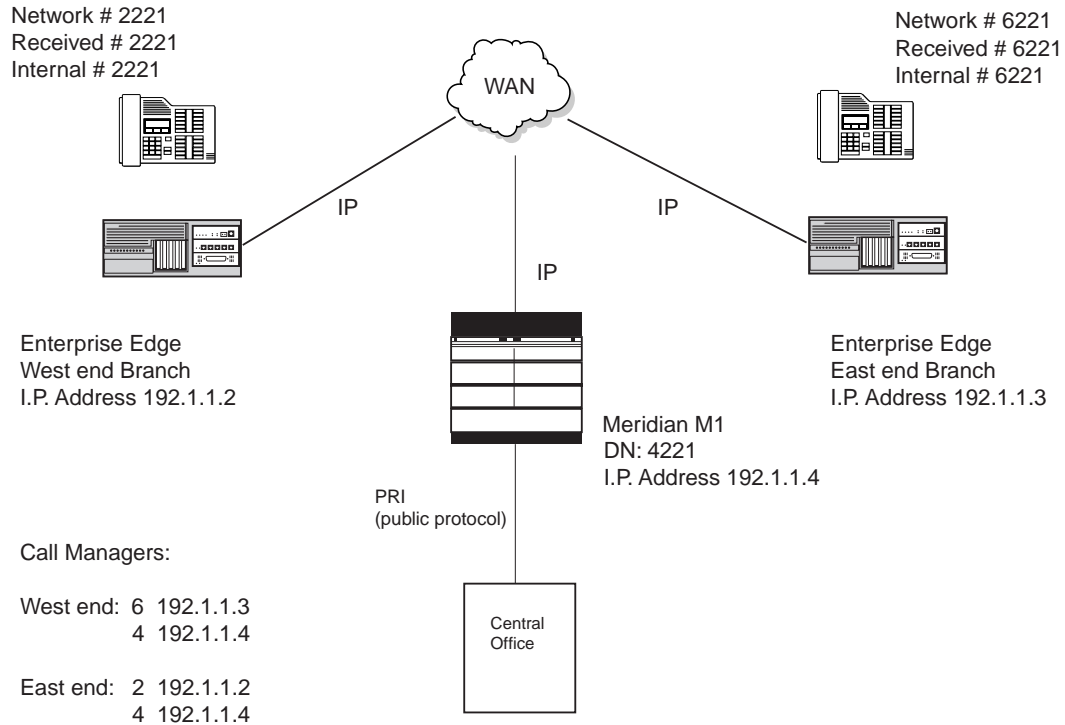 Network # 2221
Received # 2221
Internal # 2221
Network # 6221
Received # 6221
Internal # 6221
WAN
IP
IP
IP
Enterprise Edge
West end Branch
I.P. Address 192.1.1.2
Enterprise Edge
East end Branch
I.P. Address 192.1.1.3
Meridian M1
DN: 4221
I.P. Address 192.1.1.4
PRI
(public protocol)
Call Managers:
West end: 6 192.1.1.3
4 192.1.1.4
East end: 2 192.1.1.2
4 192.1.1.4
Central
Office